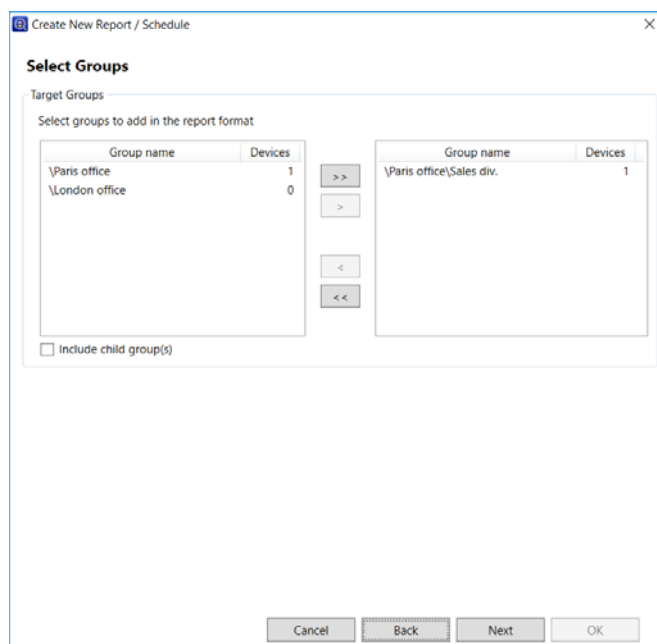 Create New Report / Schedule
Select Groups
Target Groups
Select groups to add in the report format
Group name Devices
\Paris office 1
\London office 0
>>
>
<
<<
Group name Devices
\Paris office\Sales div. 1
Include child group(s)
Cancel Back Next OK